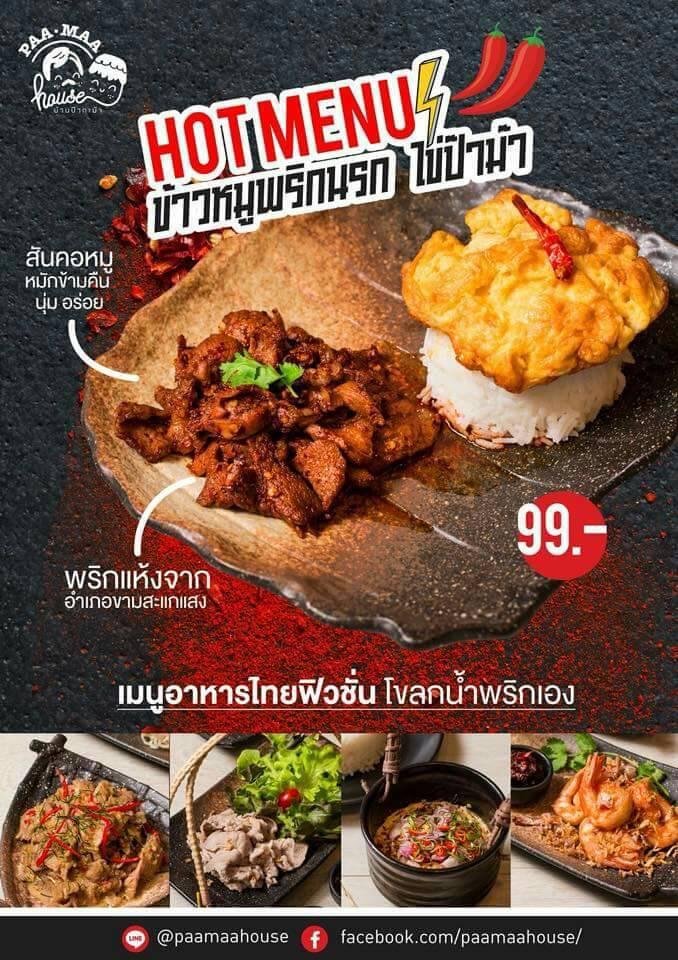 PAA·MAA
house
บ้านป๊ากะม๊า
HOT MENU
ข้าวหมูพริกนรก ไข่ป๊าม๊า
สันคอหมู
หมักข้ามคืน
นุ่ม อร่อย
99.-
พริกแห้งจาก
อำเภอขามสะแกแสง
เมนูอาหารไทยฟิวชั่น โขลกน้ำพริกเอง
LINE @paamaahouse facebook.com/paamaahouse/